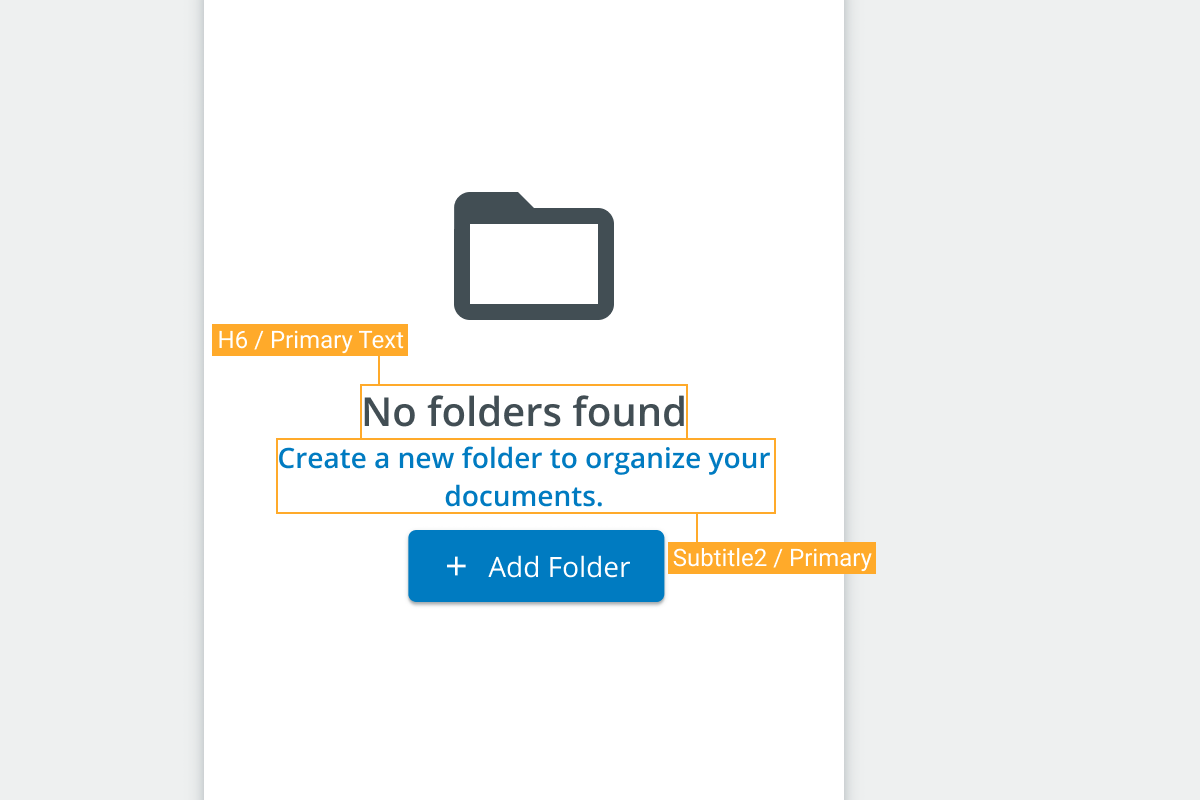 H6 / Primary Text
No folders found
Create a new folder to organize your
documents.
+ Add Folder
Subtitle2 / Primary